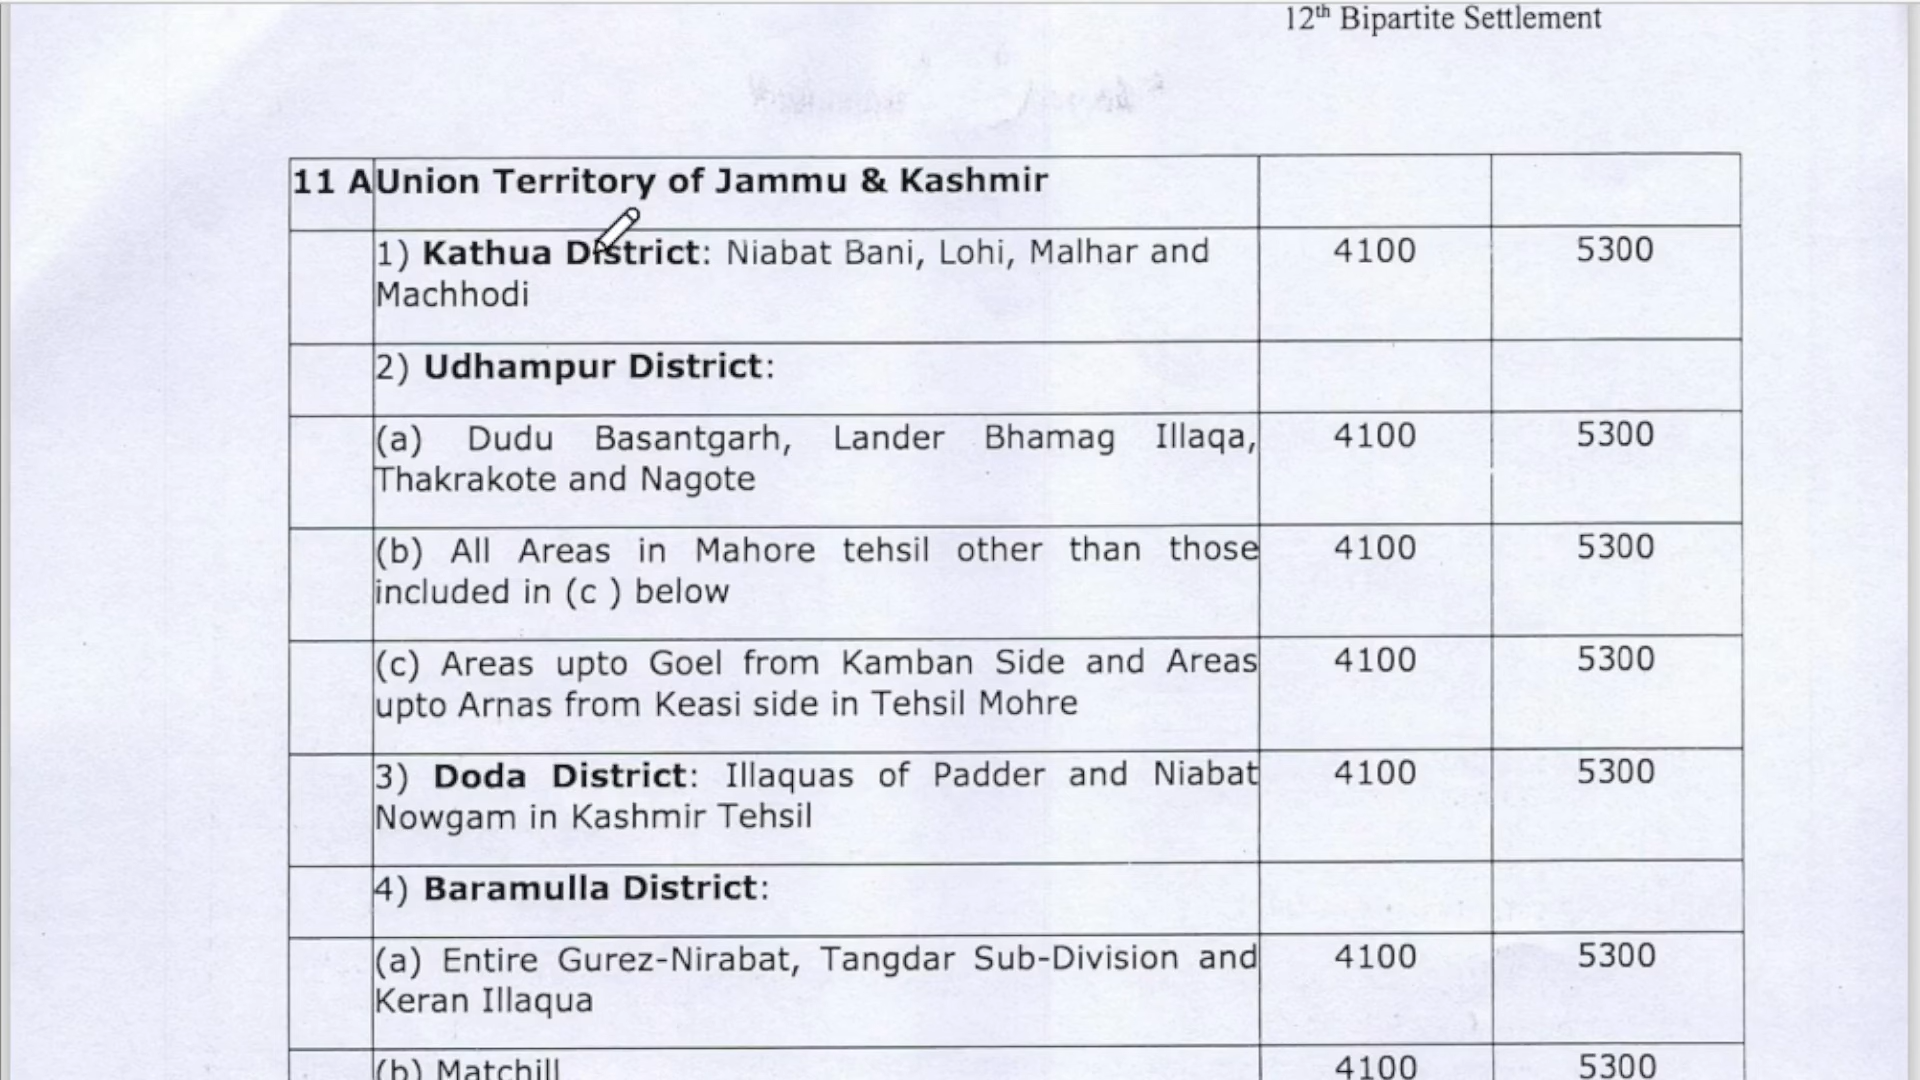 12th Bipartite Settlement
11 A Union Territory of Jammu & Kashmir
1) Kathua District: Niabat Bani, Lohi, Malhar and 4100 5300
Machhodi
2) Udhampur District:
(a) Dudu Basantgarh, Lander Bhamag Illaqa, 4100 5300
Thakrakote and Nagote
(b) All Areas in Mahore tehsil other than those 4100 5300
included in (c ) below
(c) Areas upto Goel from Kamban Side and Areas 4100 5300
upto Arnas from Keasi side in Tehsil Mohre
3) Doda District: Illaquas of Padder and Niabat 4100 5300
Nowgam in Kashmir Tehsil
4) Baramulla District:
(a) Entire Gurez-Nirabat, Tangdar Sub-Division and 4100 5300
Keran Illaqua
(b) Matchill 4100 5300